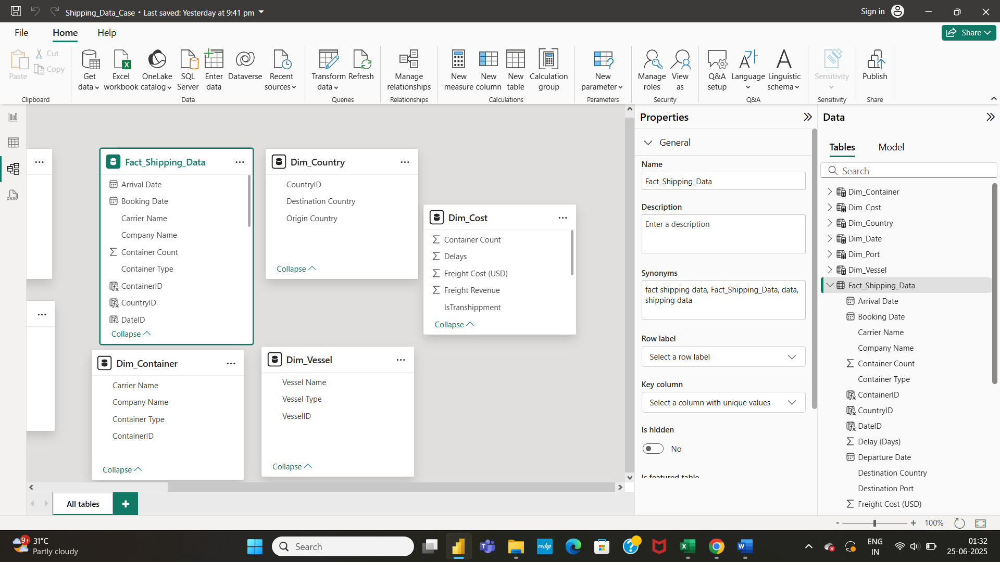 Shipping_Data_Case • Last saved: Yesterday at 9:41 pm
Sign in
File
Home
Help
Share
Paste
Cut
Copy
Clipboard
Get data
Excel workbook
OneLake catalog
SQL Server
Enter data
Dataverse
Recent sources
Data
Transform data
Refresh
Queries
Manage relationships
Relationships
New measure
New column
New table
Calculation group
Calculations
New parameter
Parameters
Manage roles
View as
Security
Q&A setup
Language
Linguistic schema
Q&A
Sensitivity
Sensitivity
Publish
Share
DAX
Fact_Shipping_Data
Arrival Date
Booking Date
Carrier Name
Company Name
Container Count
Container Type
ContainerID
CountryID
DateID
Collapse
Dim_Country
CountryID
Destination Country
Origin Country
Collapse
Dim_Cost
Container Count
Delays
Freight Cost (USD)
Freight Revenue
IsTranshippment
Collapse
Dim_Container
Carrier Name
Company Name
Container Type
ContainerID
Collapse
Dim_Vessel
Vessel Name
Vessel Type
VesselID
Collapse
All tables
Properties
General
Name
Fact_Shipping_Data
Description
Enter a description
Synonyms
fact shipping data, Fact_Shipping_Data, data,
shipping data
Row label
Select a row label
Key column
Select a column with unique values
Is hidden
No
Is featured table
Data
Tables
Model
Search
Dim_Container
Dim_Cost
Dim_Country
Dim_Date
Dim_Port
Dim_Vessel
Fact_Shipping_Data
Arrival Date
Booking Date
Carrier Name
Company Name
Container Count
Container Type
ContainerID
CountryID
DateID
Delay (Days)
Departure Date
Destination Country
Destination Port
Freight Cost (USD)
- + 100%
9+
31°C
Partly cloudy
Search
myhp
ENG
IN
01:32
25-06-2025